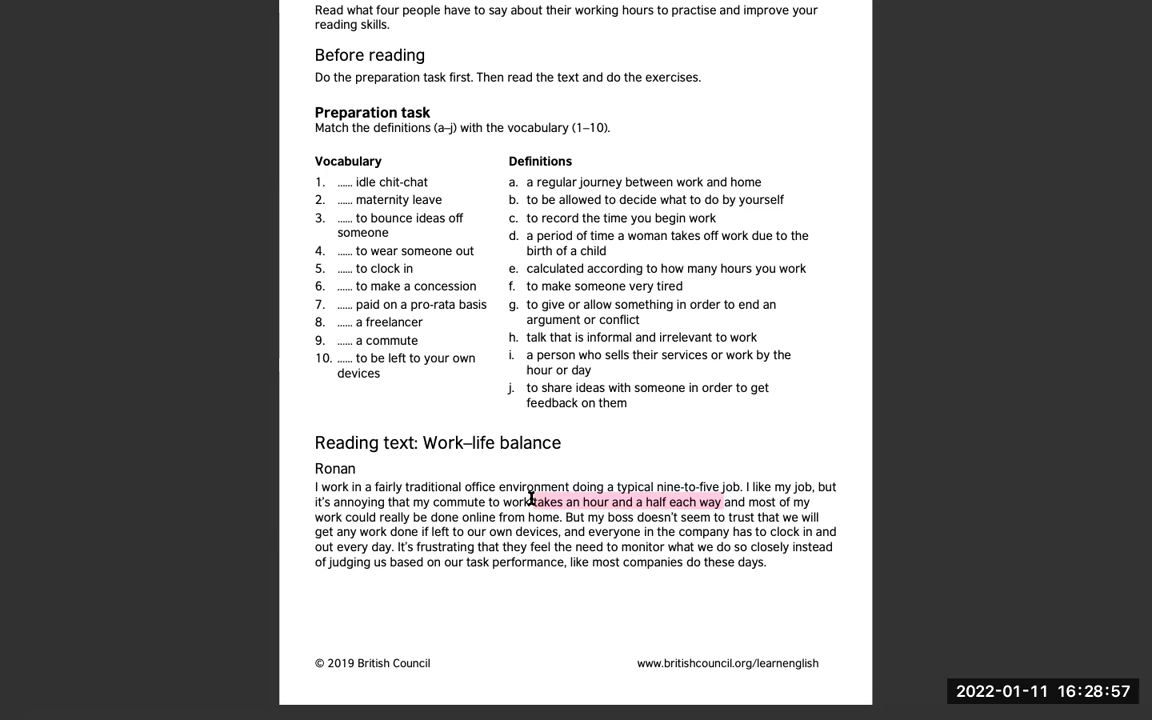 Read what four people have to say about their working hours to practise and improve your
reading skills.
Before reading
Do the preparation task first. Then read the text and do the exercises.
Preparation task
Match the definitions (a–j) with the vocabulary (1–10).
Vocabulary
1. ...... idle chit-chat
2. ...... maternity leave
3. ...... to bounce ideas off
someone
4. ...... to wear someone out
5. ...... to clock in
6. ...... to make a concession
7. ...... paid on a pro-rata basis
8. ...... a freelancer
9. ...... a commute
10. ...... to be left to your own
devices
Definitions
a. a regular journey between work and home
b. to be allowed to decide what to do by yourself
c. to record the time you begin work
d. a period of time a woman takes off work due to the
birth of a child
e. calculated according to how many hours you work
f. to make someone very tired
g. to give or allow something in order to end an
argument or conflict
h. talk that is informal and irrelevant to work
i. a person who sells their services or work by the
hour or day
j. to share ideas with someone in order to get
feedback on them
Reading text: Work–life balance
Ronan
I work in a fairly traditional office environment doing a typical nine-to-five job. I like my job, but
it's annoying that my commute to work takes an hour and a half each way and most of my
work could really be done online from home. But my boss doesn't seem to trust that we will
get any work done if left to our own devices, and everyone in the company has to clock in and
out every day. It's frustrating that they feel the need to monitor what we do so closely instead
of judging us based on our task performance, like most companies do these days.
© 2019 British Council
www.britishcouncil.org/learnenglish
2022-01-11 16:28:57